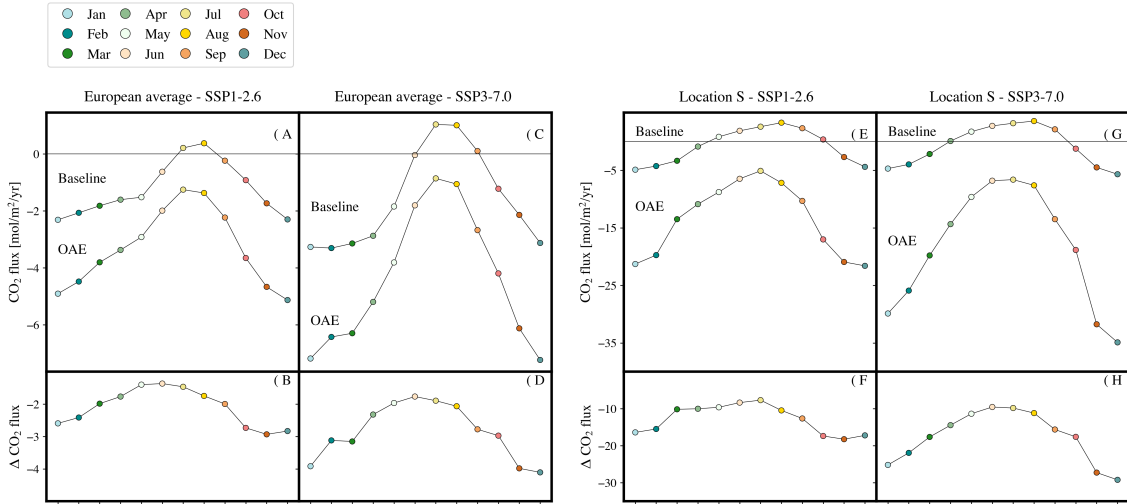 Jan Apr Jul Oct
Feb May Aug Nov
Mar Jun Sep Dec
European average - SSP1-2.6
European average - SSP3-7.0
Location S - SSP1-2.6
Location S - SSP3-7.0
CO₂ flux [mol/m²/yr]
0
−2
−4
−6
( A
Baseline
OAE
( C
Baseline
OAE
Δ CO₂ flux
−2
−3
−4
( B
( D
CO₂ flux [mol/m²/yr]
−5
−15
−25
−35
( E
Baseline
OAE
( G
Baseline
OAE
Δ CO₂ flux
−10
−20
−30
( F
( H